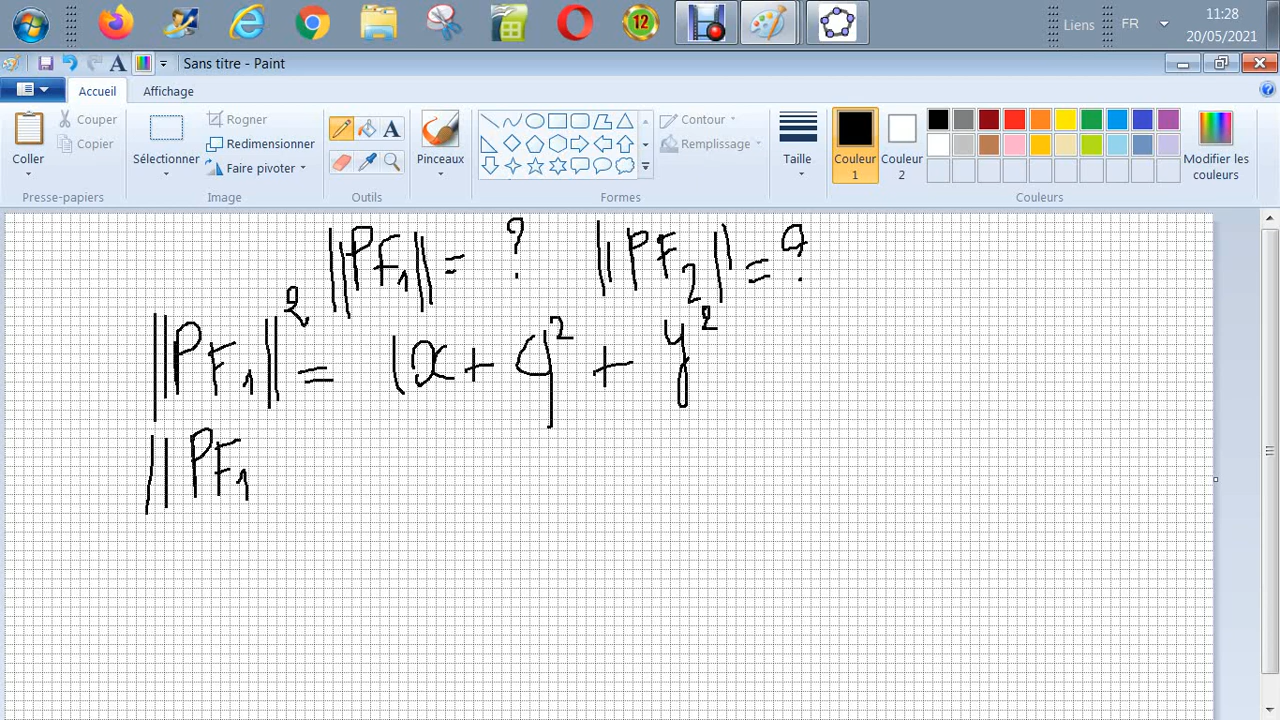 12
Liens
FR
11:28
20/05/2021
Sans titre - Paint
Accueil
Affichage
Coller
Couper
Copier
Presse-papiers
Sélectionner
Rogner
Redimensionner
Faire pivoter
Image
Outils
Pinceaux
Contour
Remplissage
Formes
Taille
Couleur 1
Couleur 2
Modifier les couleurs
Couleurs
||PF₁|| = ? ||PF₂|| = ?
||PF₁||² = (x + c)² + y²
||PF₁